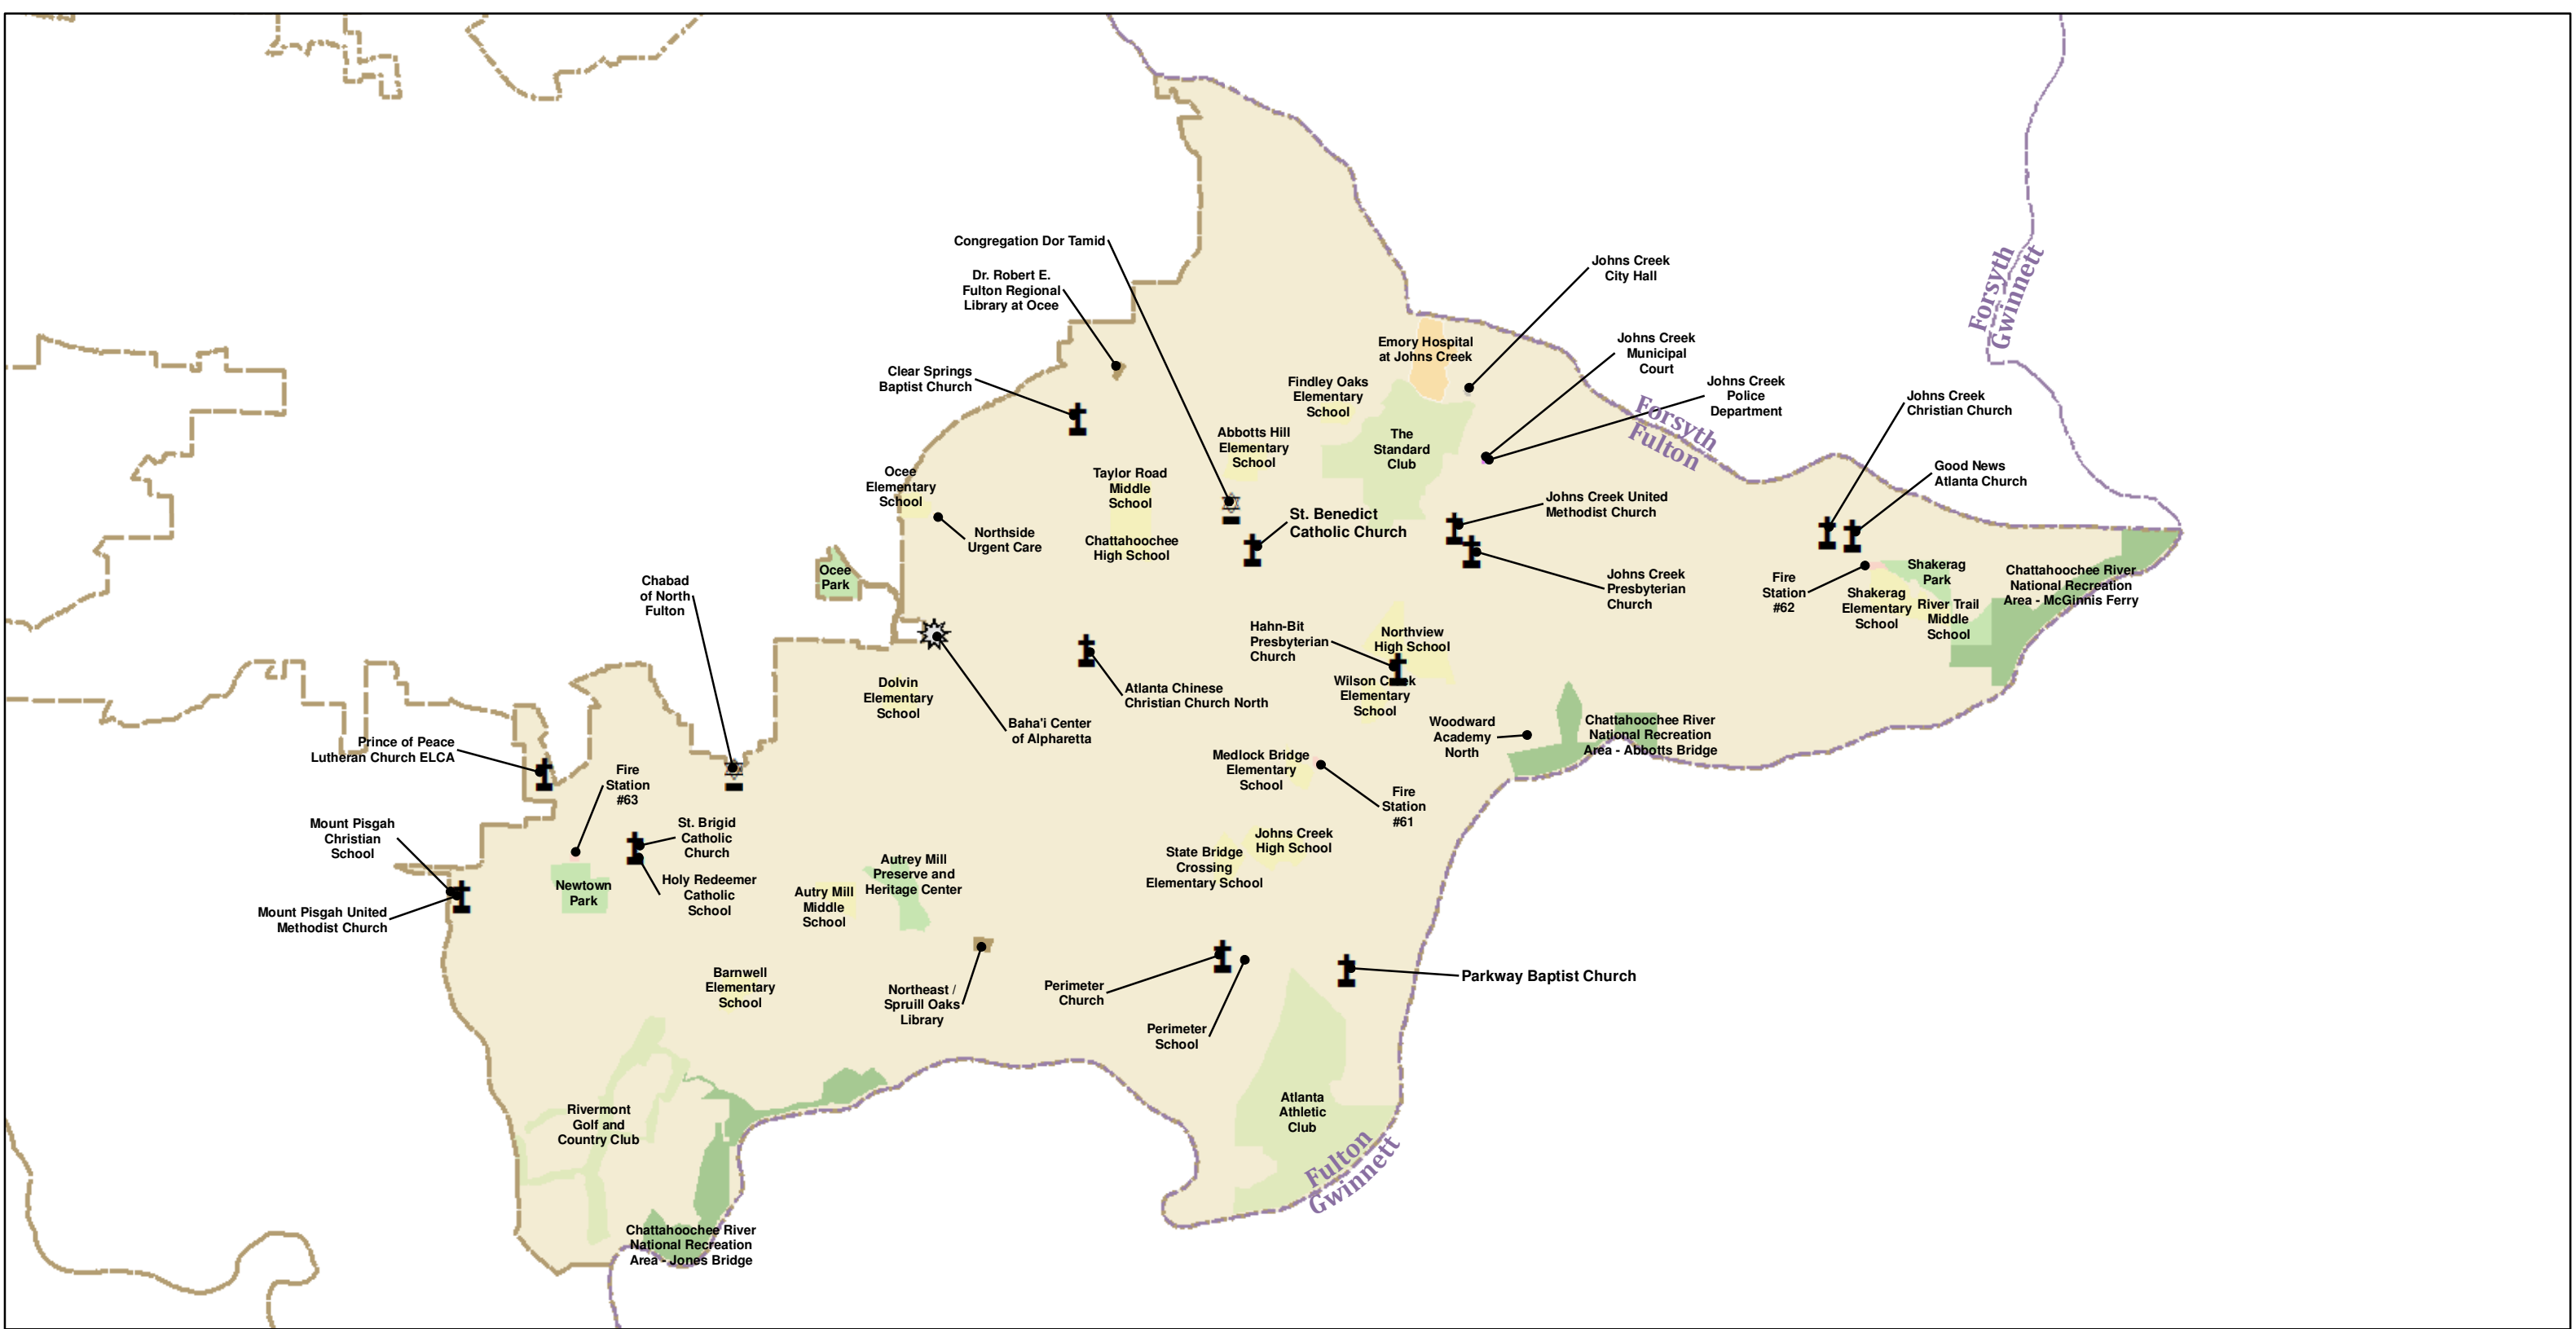 Congregation Dor Tamid
Dr. Robert E.
Fulton Regional
Library at Ocee
Clear Springs
Baptist Church
Johns Creek
City Hall
Emory Hospital
at Johns Creek
Johns Creek
Municipal
Court
Johns Creek
Police
Department
Findley Oaks
Elementary
School
Forsyth
Gwinnett
Forsyth
Fulton
Johns Creek
Christian Church
Good News
Atlanta Church
Abbotts Hill
Elementary
School
The
Standard
Club
Ocee
Elementary
School
Taylor Road
Middle
School
Northside
Urgent Care
Chattahoochee
High School
St. Benedict
Catholic Church
Johns Creek United
Methodist Church
Johns Creek
Presbyterian
Church
Ocee
Park
Chabad
of North
Fulton
Fire
Station
#62
Shakerag
Park
Shakerag
Elementary
School
River Trail
Middle
School
Chattahoochee River
National Recreation
Area - McGinnis Ferry
Hahn-Bit
Presbyterian
Church
Northview
High School
Wilson Creek
Elementary
School
Dolvin
Elementary
School
Atlanta Chinese
Christian Church North
Baha'i Center
of Alpharetta
Woodward
Academy
North
Chattahoochee River
National Recreation
Area - Abbotts Bridge
Prince of Peace
Lutheran Church ELCA
Fire
Station
#63
Medlock Bridge
Elementary
School
Fire
Station
#61
Mount Pisgah
Christian
School
St. Brigid
Catholic
Church
Johns Creek
High School
State Bridge
Crossing
Elementary School
Autrey Mill
Preserve and
Heritage Center
Newtown
Park
Holy Redeemer
Catholic
School
Autry Mill
Middle
School
Mount Pisgah United
Methodist Church
Barnwell
Elementary
School
Northeast /
Spruill Oaks
Library
Perimeter
Church
Perimeter
School
Parkway Baptist Church
Rivermont
Golf and
Country Club
Atlanta
Athletic
Club
Fulton
Gwinnett
Chattahoochee River
National Recreation
Area - Jones Bridge